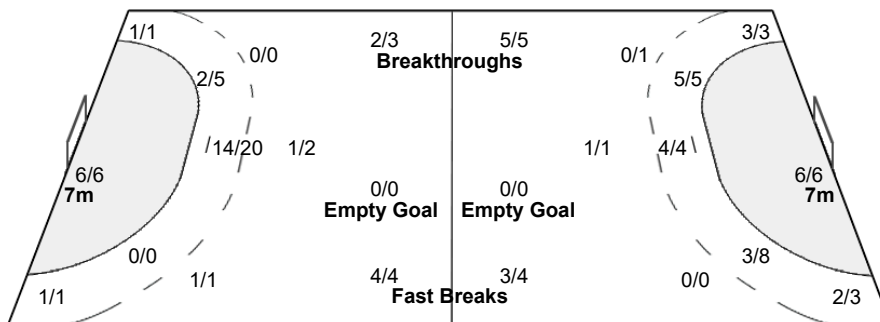 1/1 2/3 5/5 3/3
0/0 0/1
Breakthroughs
2/5 5/5
14/20 1/2 1/1 4/4
6/6 6/6
7m 7m
0/0 0/0
Empty Goal Empty Goal
0/0 3/8
1/1 4/4 3/4 0/0
1/1 2/3
Fast Breaks